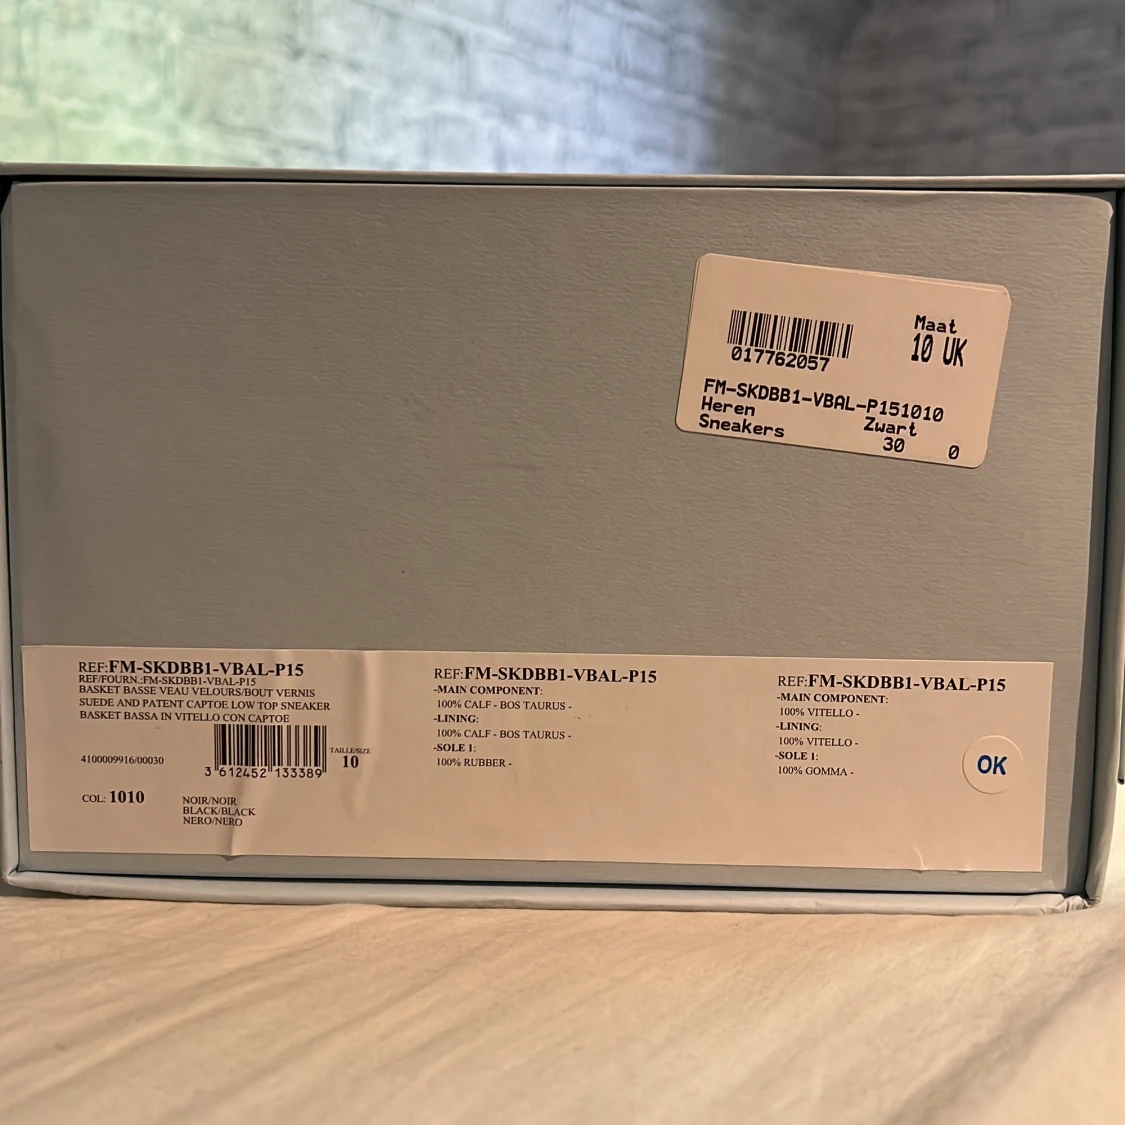 Maat
10 UK
017762057
FM-SKDBB1-VBAL-P151010
Heren Zwart
Sneakers 30 0
REF:FM-SKDBB1-VBAL-P15
REF/FOURN.:FM-SKDBB1-VBAL-P15
BASKET BASSE VEAU VELOURS/BOUT VERNIS
SUEDE AND PATENT CAPTOE LOW TOP SNEAKER
BASKET BASSA IN VITELLO CON CAPTOE
TAILLE/SIZE
4100009916/00030
10
3 612452 133389
COL: 1010
NOIR/NOIR
BLACK/BLACK
NERO/NERO
REF:FM-SKDBB1-VBAL-P15
-MAIN COMPONENT:
100% CALF - BOS TAURUS -
-LINING:
100% CALF - BOS TAURUS -
-SOLE 1:
100% RUBBER -
REF:FM-SKDBB1-VBAL-P15
-MAIN COMPONENT:
100% VITELLO -
-LINING:
100% VITELLO -
-SOLE 1:
100% GOMMA -
OK